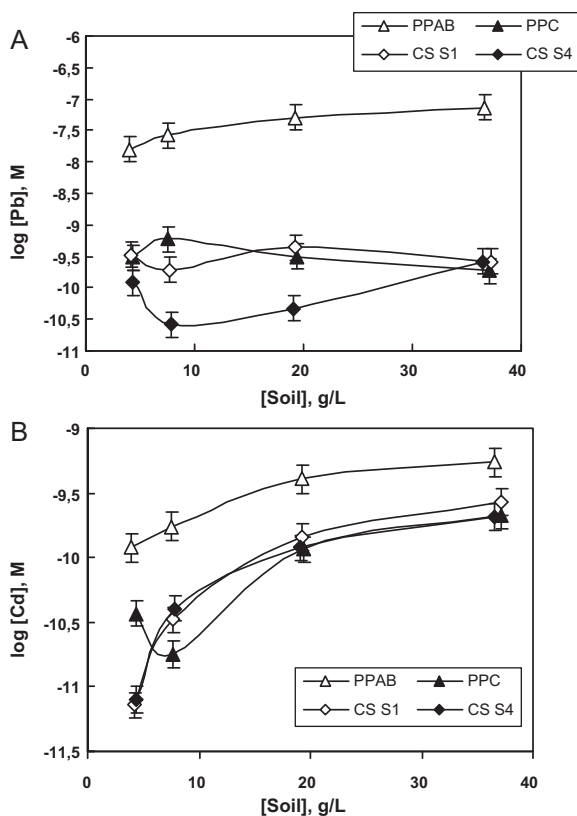 A
PPAB PPC
CS S1 CS S4
-6
-6,5
-7
-7,5
-8
-8,5
-9
-9,5
-10
-10,5
-11
log [Pb], M
0 10 20 30 40
[Soil], g/L
B
-9
-9,5
-10
-10,5
-11
-11,5
log [Cd], M
PPAB PPC
CS S1 CS S4
0 10 20 30 40
[Soil], g/L